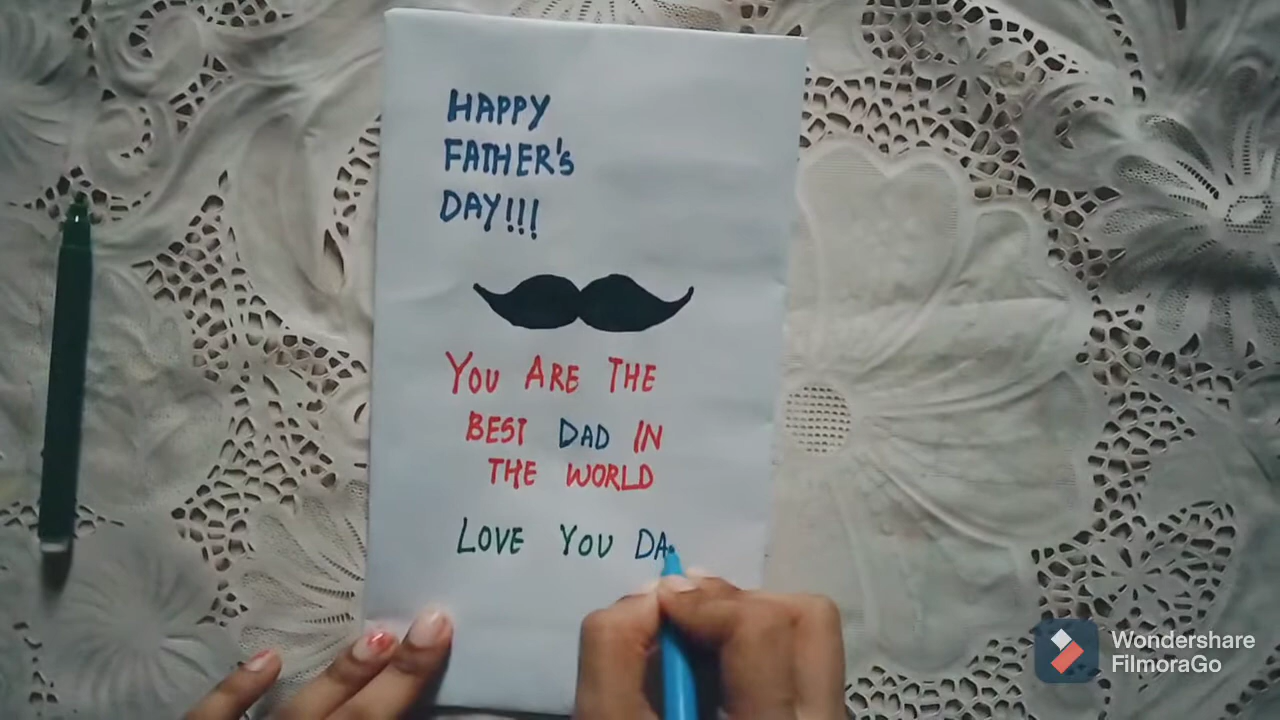 HAPPY
FATHER's
DAY!!!
YOU ARE THE
BEST DAD IN
THE WORLD
LOVE YOU DA
Wondershare
FilmoraGo